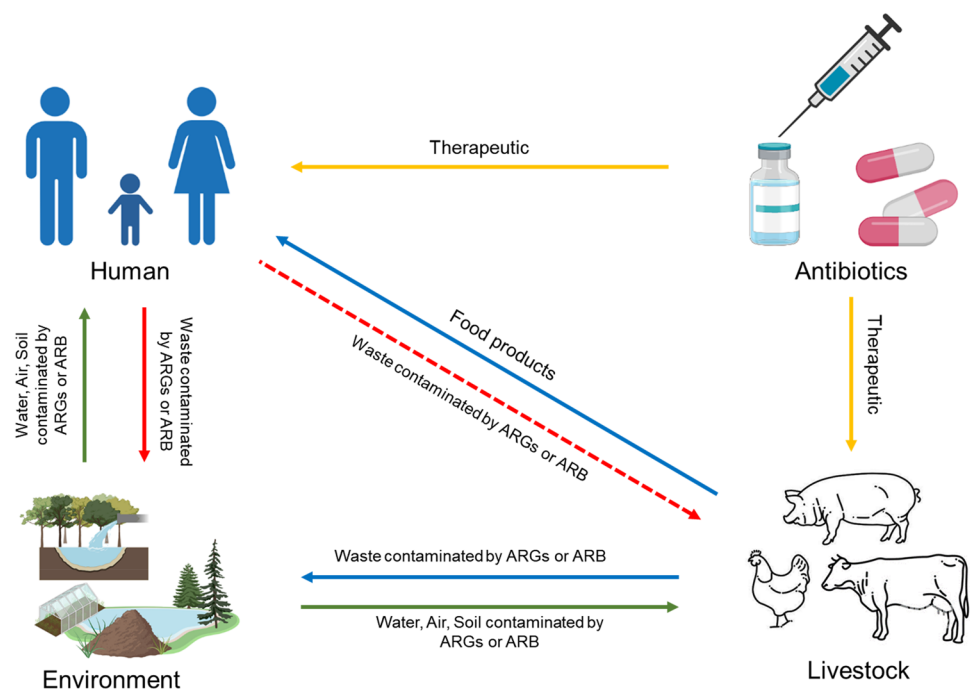 Therapeutic
Human
Antibiotics
Water, Air, Soil
contaminated by
ARGs or ARB
Waste contaminated
by ARGs or ARB
Food products
Waste contaminated by ARGs or ARB
Therapeutic
Waste contaminated by ARGs or ARB
Water, Air, Soil contaminated by
ARGs or ARB
Environment
Livestock